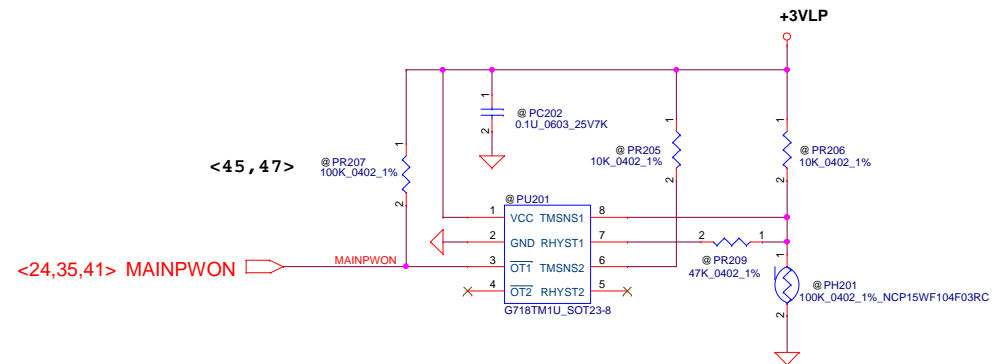 +3VLP
1
@ PC202
0.1U_0603_25V7K
2
1
@ PR207
100K_0402_1%
2
<45,47>
1
@ PR205
10K_0402_1%
2
1
@ PR206
10K_0402_1%
2
@ PU201
1 VCC TMSNS1 8
2 GND RHYST1 7
3 OT1 TMSNS2 6
4 OT2 RHYST2 5
G718TM1U_SOT23-8
<24,35,41> MAINPWON
MAINPWON
2 1
@ PR209
47K_0402_1%
1
@ PH201
100K_0402_1%_NCP15WF104F03RC
2